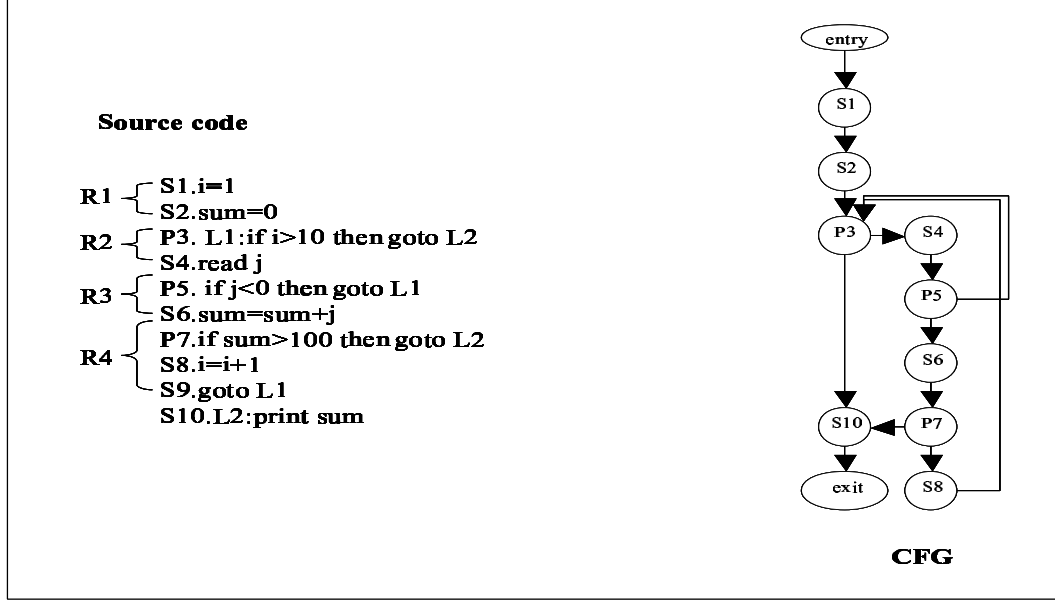 Source code
R1
S1.i=1
S2.sum=0
R2
P3. L1:if i>10 then goto L2
S4.read j
R3
P5. if j<0 then goto L1
S6.sum=sum+j
R4
P7.if sum>100 then goto L2
S8.i=i+1
S9.goto L1
S10.L2:print sum
entry
S1
S2
P3
S4
P5
S6
S10
P7
exit
S8
CFG